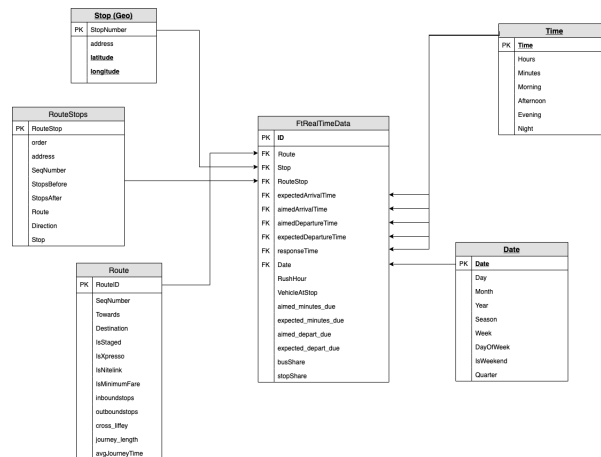 Stop (Geo)
PK StopNumber
address
latitude
longitude
RouteStops
PK RouteStop
order
address
SeqNumber
StopsBefore
StopsAfter
Route
Direction
Stop
Route
PK RouteID
SeqNumber
Towards
Destination
IsStaged
IsXpresso
IsNitelink
IsMinimumFare
inboundstops
outboundstops
cross_liffey
journey_length
avgJourneyTime
FtRealTimeData
PK ID
FK Route
FK Stop
FK RouteStop
FK expectedArrivalTime
FK aimedArrivalTime
FK aimedDepartureTime
FK expectedDepartureTime
FK responseTime
FK Date
RushHour
VehicleAtStop
aimed_minutes_due
expected_minutes_due
aimed_depart_due
expected_depart_due
busShare
stopShare
Time
PK Time
Hours
Minutes
Morning
Afternoon
Evening
Night
Date
PK Date
Day
Month
Year
Season
Week
DayOfWeek
IsWeekend
Quarter